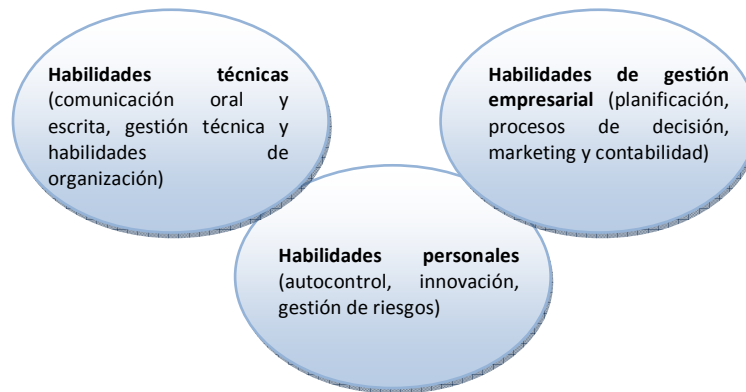 Habilidades técnicas
(comunicación oral y
escrita, gestión técnica y
habilidades de
organización)
Habilidades de gestión
empresarial (planificación,
procesos de decisión,
marketing y contabilidad)
Habilidades personales
(autocontrol, innovación,
gestión de riesgos)